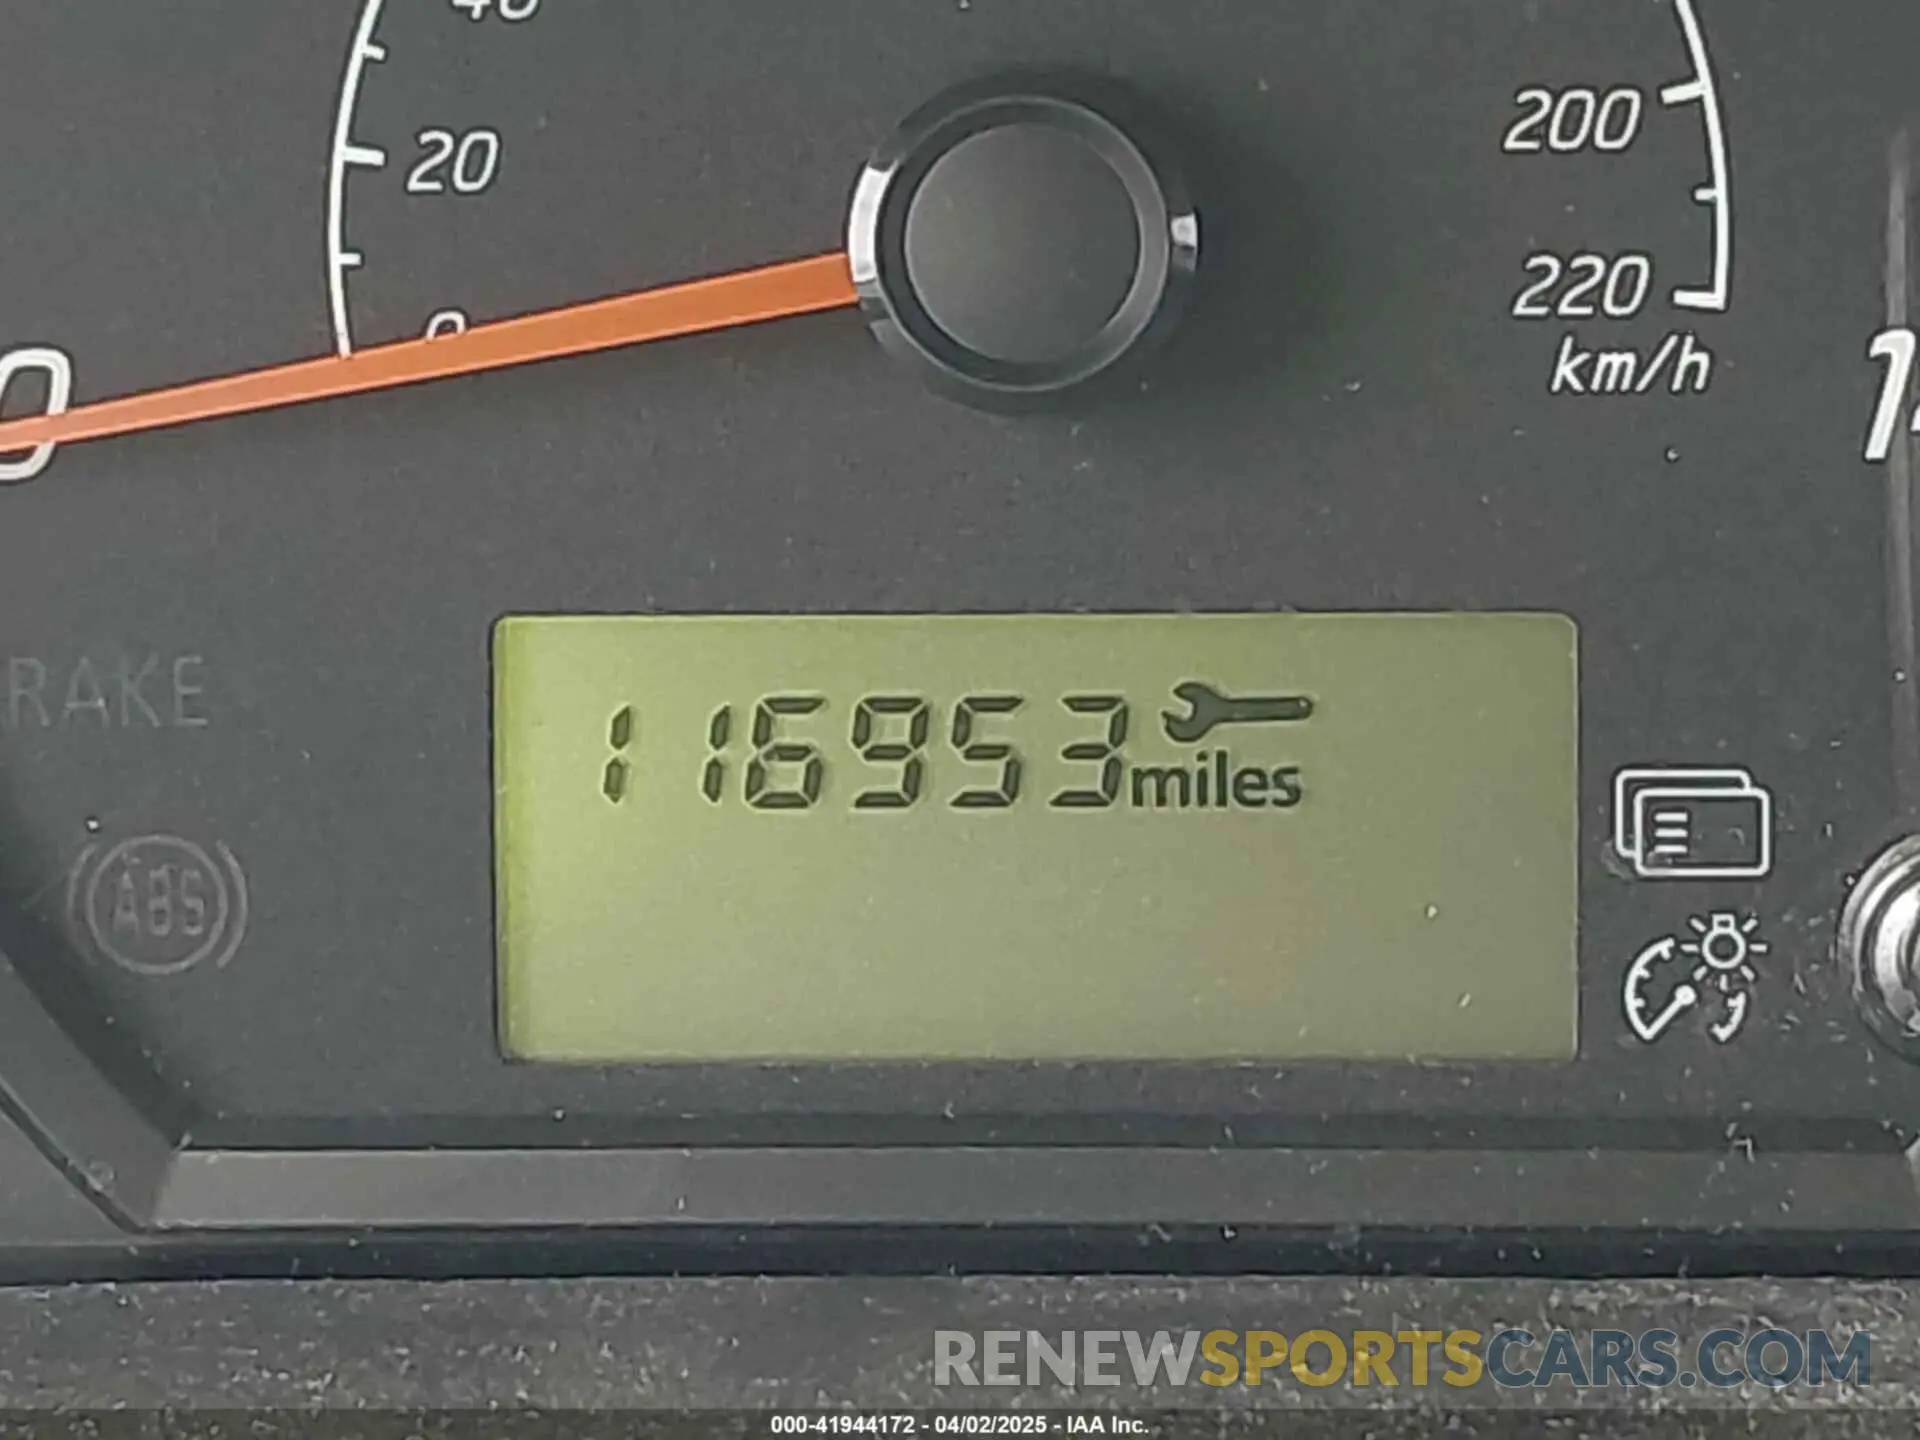 40
20
0
200
220
km/h
0
RAKE
ABS
116953 miles
RENEWSPORTSCARS.COM
000-41944172 - 04/02/2025 - IAA Inc.